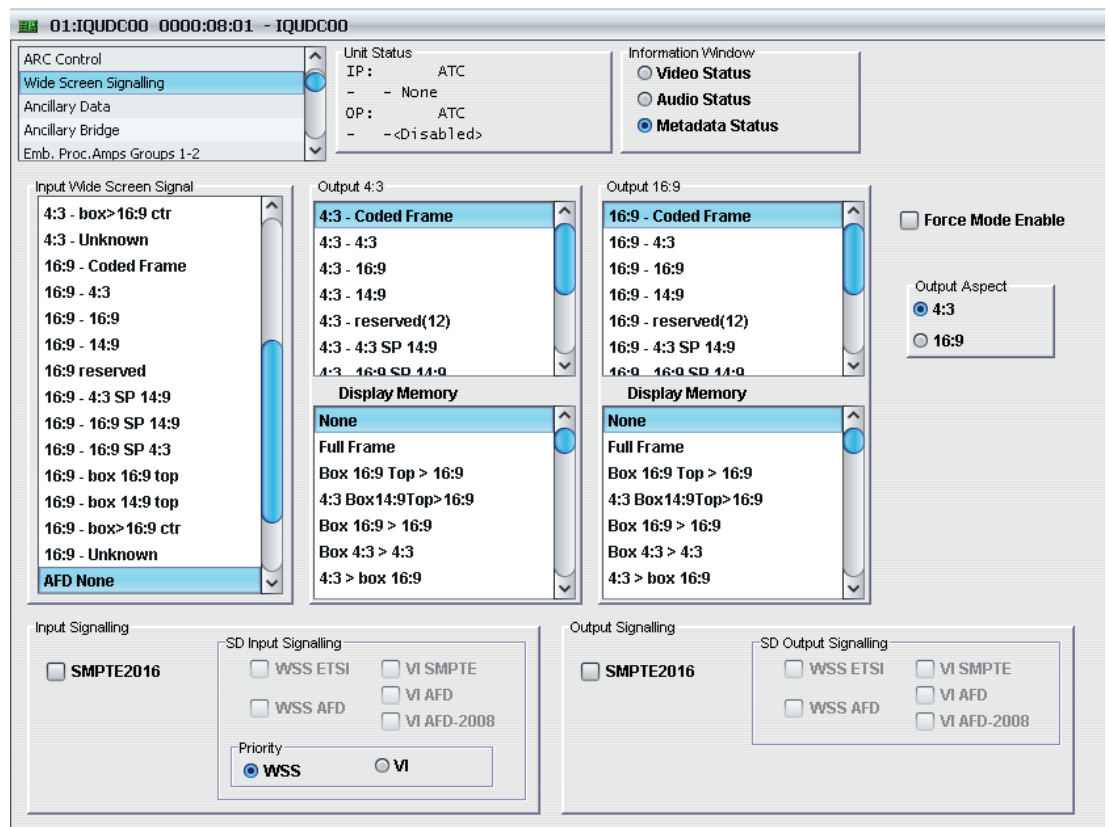 01:IQUDC00 0000:08:01 - IQUDC00
ARC Control
Wide Screen Signalling
Ancillary Data
Ancillary Bridge
Emb. Proc.Amps Groups 1-2
Unit Status
IP: ATC
- - None
OP: ATC
- -<Disabled>
Information Window
Video Status
Audio Status
Metadata Status
Input Wide Screen Signal
4:3 - box>16:9 ctr
4:3 - Unknown
16:9 - Coded Frame
16:9 - 4:3
16:9 - 16:9
16:9 - 14:9
16:9 reserved
16:9 - 4:3 SP 14:9
16:9 - 16:9 SP 14:9
16:9 - 16:9 SP 4:3
16:9 - box 16:9 top
16:9 - box 14:9 top
16:9 - box>16:9 ctr
16:9 - Unknown
AFD None
Output 4:3
4:3 - Coded Frame
4:3 - 4:3
4:3 - 16:9
4:3 - 14:9
4:3 - reserved(12)
4:3 - 4:3 SP 14:9
4:3 16:9 SP 14:9
Display Memory
None
Full Frame
Box 16:9 Top > 16:9
4:3 Box14:9Top>16:9
Box 16:9 > 16:9
Box 4:3 > 4:3
4:3 > box 16:9
Output 16:9
16:9 - Coded Frame
16:9 - 4:3
16:9 - 16:9
16:9 - 14:9
16:9 - reserved(12)
16:9 - 4:3 SP 14:9
16:9 16:9 SP 14:9
Display Memory
None
Full Frame
Box 16:9 Top > 16:9
4:3 Box14:9Top>16:9
Box 16:9 > 16:9
Box 4:3 > 4:3
4:3 > box 16:9
Force Mode Enable
Output Aspect
4:3
16:9
Input Signalling
SMPTE2016
SD Input Signalling
WSS ETSI
VI SMPTE
WSS AFD
VI AFD
VI AFD-2008
Priority
WSS
VI
Output Signalling
SMPTE2016
SD Output Signalling
WSS ETSI
VI SMPTE
WSS AFD
VI AFD
VI AFD-2008